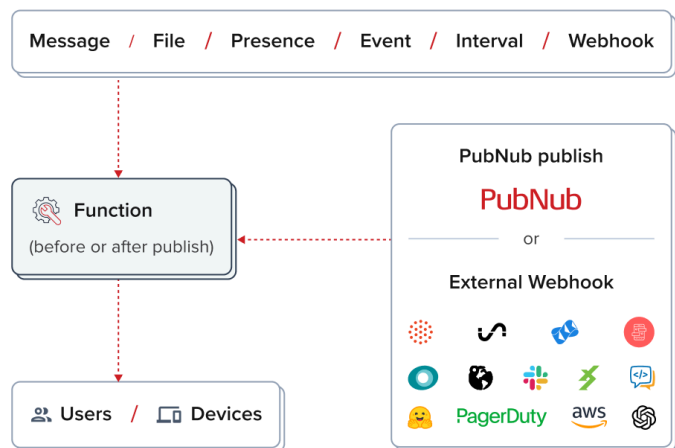 Message / File / Presence / Event / Interval / Webhook
PubNub publish
PubNub
or
External Webhook
Function
(before or after publish)
</>
PagerDuty
aws
Users / Devices